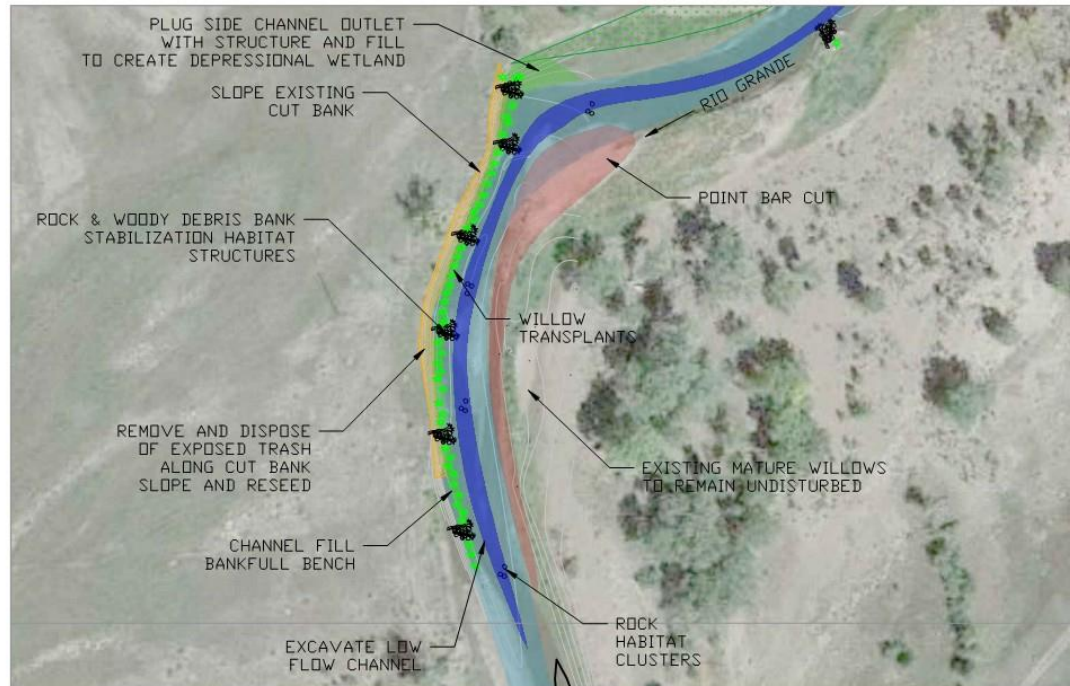 PLUG SIDE CHANNEL OUTLET
WITH STRUCTURE AND FILL
TO CREATE DEPRESSIONAL WETLAND
SLOPE EXISTING
CUT BANK
RIO GRANDE
POINT BAR CUT
ROCK & WOODY DEBRIS BANK
STABILIZATION HABITAT
STRUCTURES
WILLOW
TRANSPLANTS
REMOVE AND DISPOSE
OF EXPOSED TRASH
ALONG CUT BANK
SLOPE AND RESEED
EXISTING MATURE WILLOWS
TO REMAIN UNDISTURBED
CHANNEL FILL
BANKFULL BENCH
EXCAVATE LOW
FLOW CHANNEL
ROCK
HABITAT
CLUSTERS